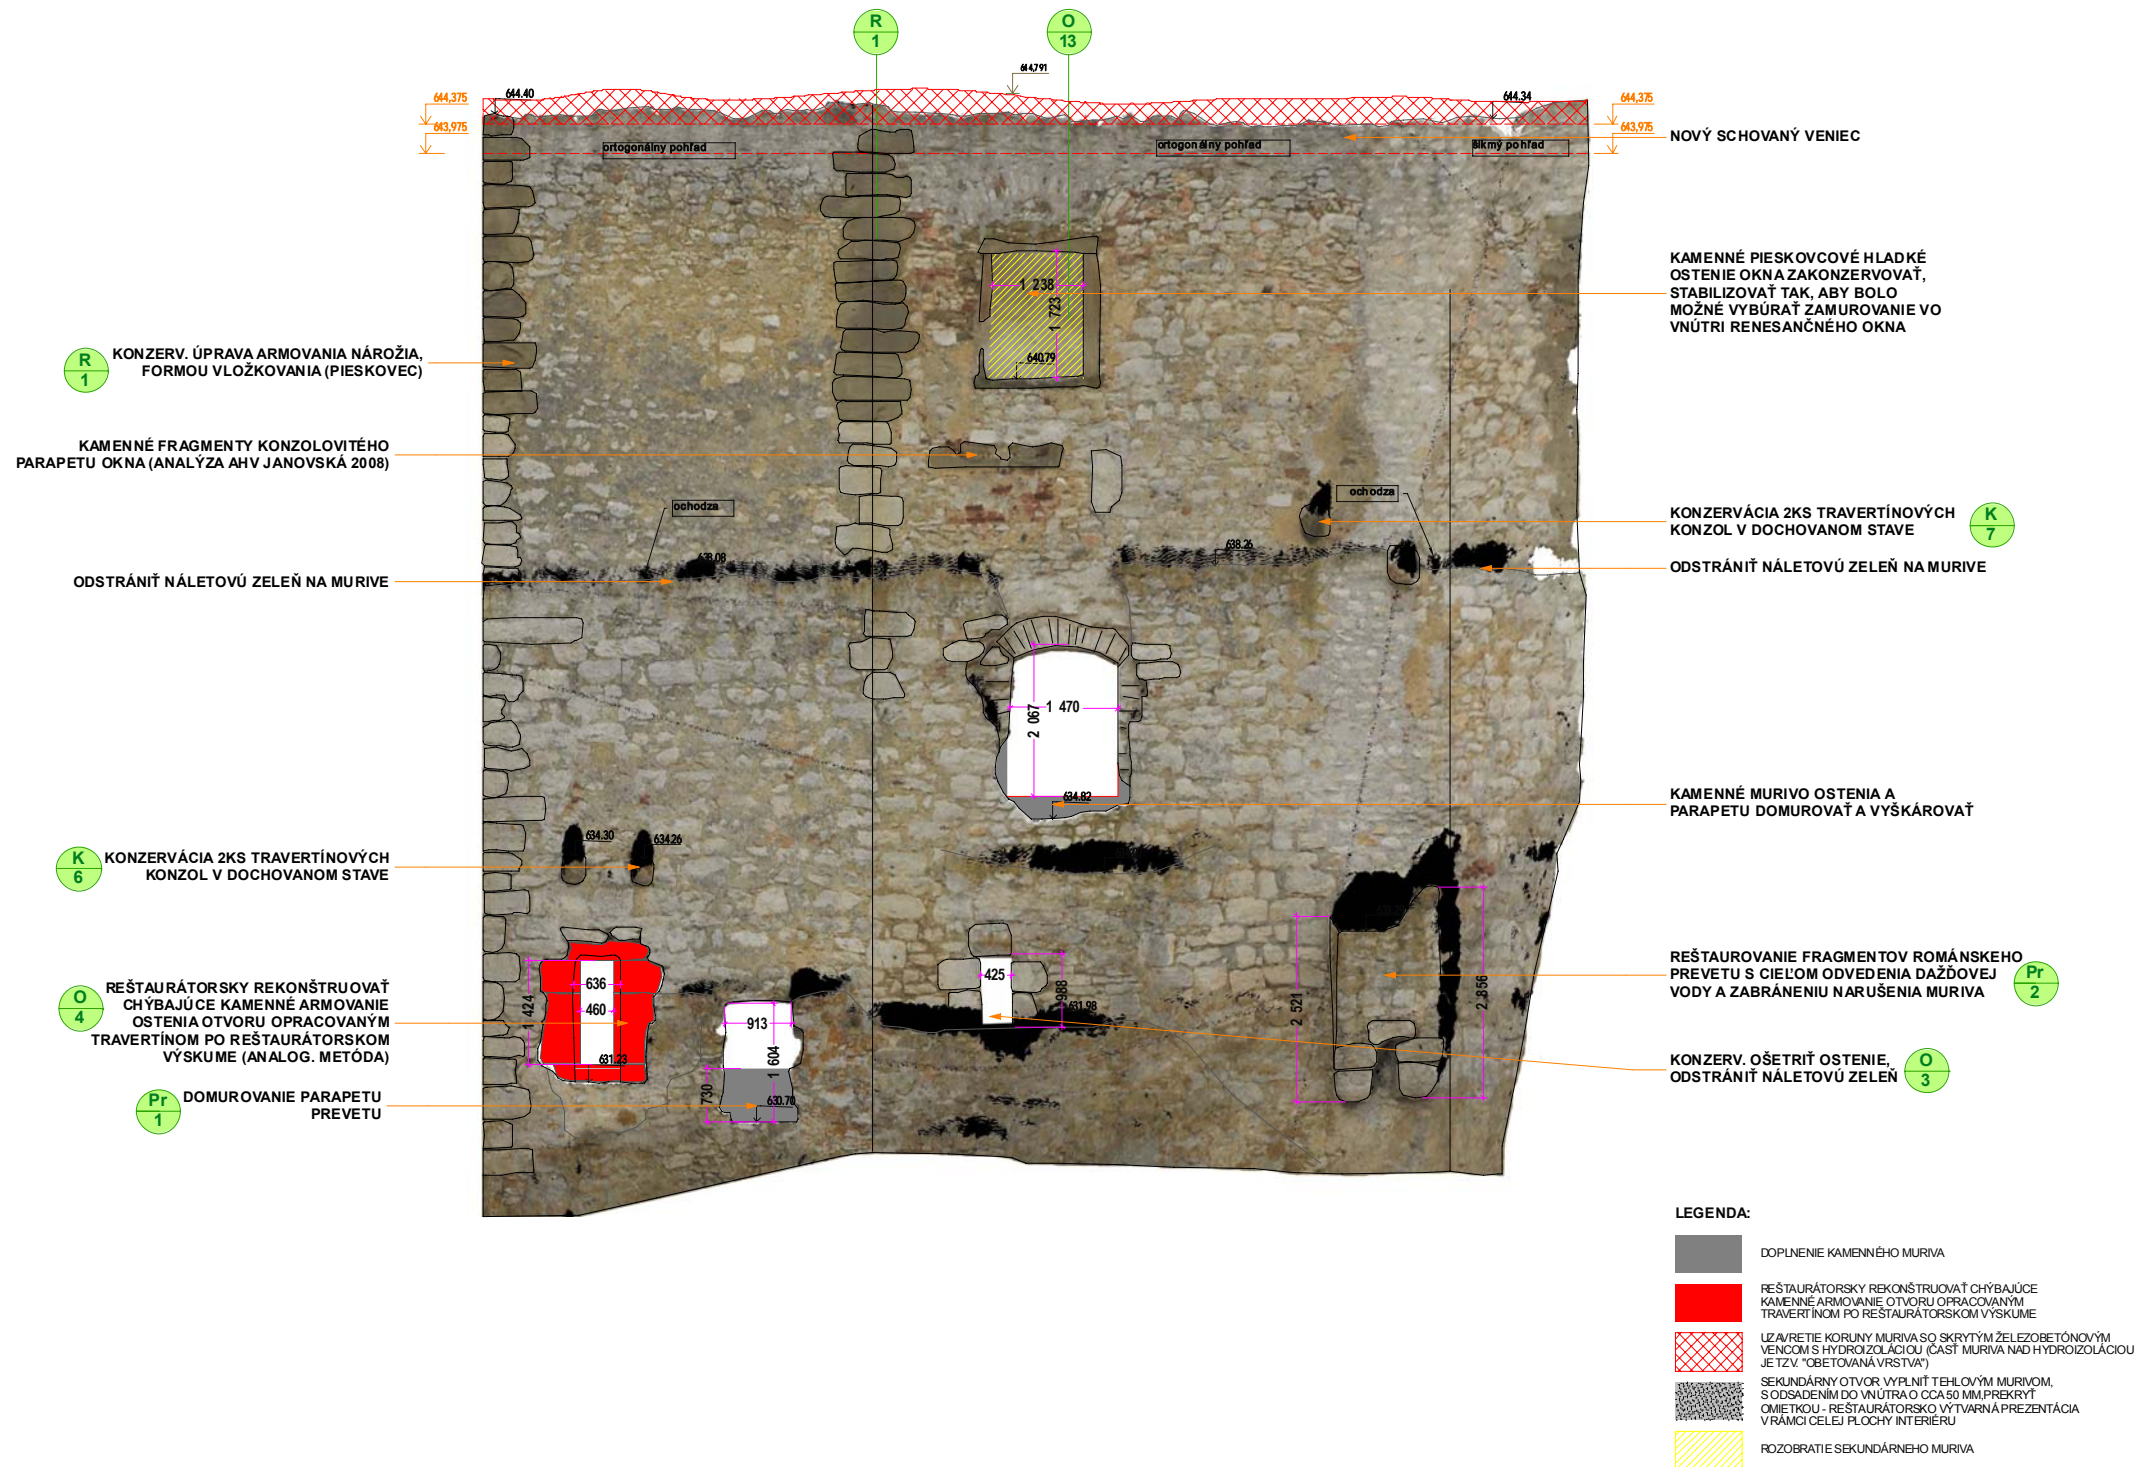 R
1
O
13
644,791
644,375
643,975
644.40
644.34
644,375
643,975
ortogonálny pohľad
ortogonálny pohľad
šikmý pohľad
NOVÝ SCHOVANÝ VENIEC
KAMENNÉ PIESKOVCOVÉ HLADKÉ
OSTENIE OKNA ZAKONZERVOVAŤ,
STABILIZOVAŤ TAK, ABY BOLO
MOŽNÉ VYBÚRAŤ ZAMUROVANIE VO
VNÚTRI RENESANČNÉHO OKNA
1 238
1 723
640.79
R
1
KONZERV. ÚPRAVA ARMOVANIA NÁROŽIA,
FORMOU VLOŽKOVANIA (PIESKOVEC)
KAMENNÉ FRAGMENTY KONZOLOVITÉHO
PARAPETU OKNA (ANALÝZA AHV JANOVSKÁ 2008)
ochodza
ochodza
KONZERVÁCIA 2KS TRAVERTÍNOVÝCH
KONZOL V DOCHOVANOM STAVE
K
7
638.08
638.26
ODSTRÁNIŤ NÁLETOVÚ ZELEŇ NA MURIVE
ODSTRÁNIŤ NÁLETOVÚ ZELEŇ NA MURIVE
1 470
2 067
634.82
KAMENNÉ MURIVO OSTENIA A
PARAPETU DOMUROVAŤ A VYŠKÁROVAŤ
634.30
634.26
K
6
KONZERVÁCIA 2KS TRAVERTÍNOVÝCH
KONZOL V DOCHOVANOM STAVE
O
4
REŠTAURÁTORSKY REKONŠTRUOVAŤ
CHÝBAJÚCE KAMENNÉ ARMOVANIE
OSTENIA OTVORU OPRACOVANÝM
TRAVERTÍNOM PO REŠTAURÁTORSKOM
VÝSKUME (ANALOG. METÓDA)
1 424
636
460
631.23
913
1 604
730
630.70
425
988
631.98
2 521
2 856
REŠTAUROVANIE FRAGMENTOV ROMÁNSKEHO
PREVETU S CIEĽOM ODVEDENIA DAŽĎOVEJ
VODY A ZABRÁNENIU NARUŠENIA MURIVA
Pr
2
KONZERV. OŠETRIŤ OSTENIE,
ODSTRÁNIŤ NÁLETOVÚ ZELEŇ
O
3
Pr
1
DOMUROVANIE PARAPETU
PREVETU
LEGENDA:
DOPLNENIE KAMENNÉHO MURIVA
REŠTAURÁTORSKY REKONŠTRUOVAŤ CHÝBAJÚCE
KAMENNÉ ARMOVANIE OTVORU OPRACOVANÝM
TRAVERTÍNOM PO REŠTAURÁTORSKOM VÝSKUME
UZAVRETIE KORUNY MURIVA SO SKRYTÝM ŽELEZOBETÓNOVÝM
VENCOM S HYDROIZOLÁCIOU (ČASŤ MURIVA NAD HYDROIZOLÁCIOU
JE TZV. "OBETOVANÁ VRSTVA")
SEKUNDÁRNY OTVOR VYPLNIŤ TEHLOVÝM MURIVOM,
S ODSADENÍM DO VNÚTRA O CCA 50 MM,PREKRYŤ
OMIETKOU - REŠTAURÁTORSKO VÝTVARNÁ PREZENTÁCIA
V RÁMCI CELEJ PLOCHY INTERIÉRU
ROZOBRATIE SEKUNDÁRNEHO MURIVA